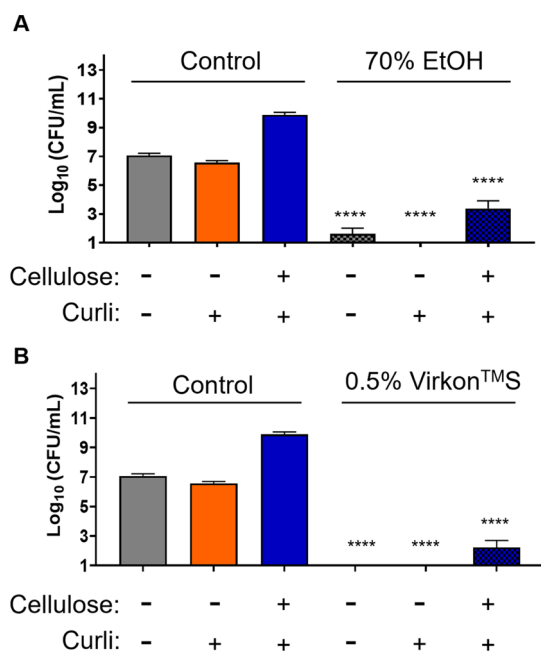 A
Control 70% EtOH
13
11
9
7
5
3
1
Log10 (CFU/mL)
**** **** ****
Cellulose: - - + - - +
Curli: - + + - + +
B
Control 0.5% Virkon™S
13
11
9
7
5
3
1
Log10 (CFU/mL)
**** **** ****
Cellulose: - - + - - +
Curli: - + + - + +